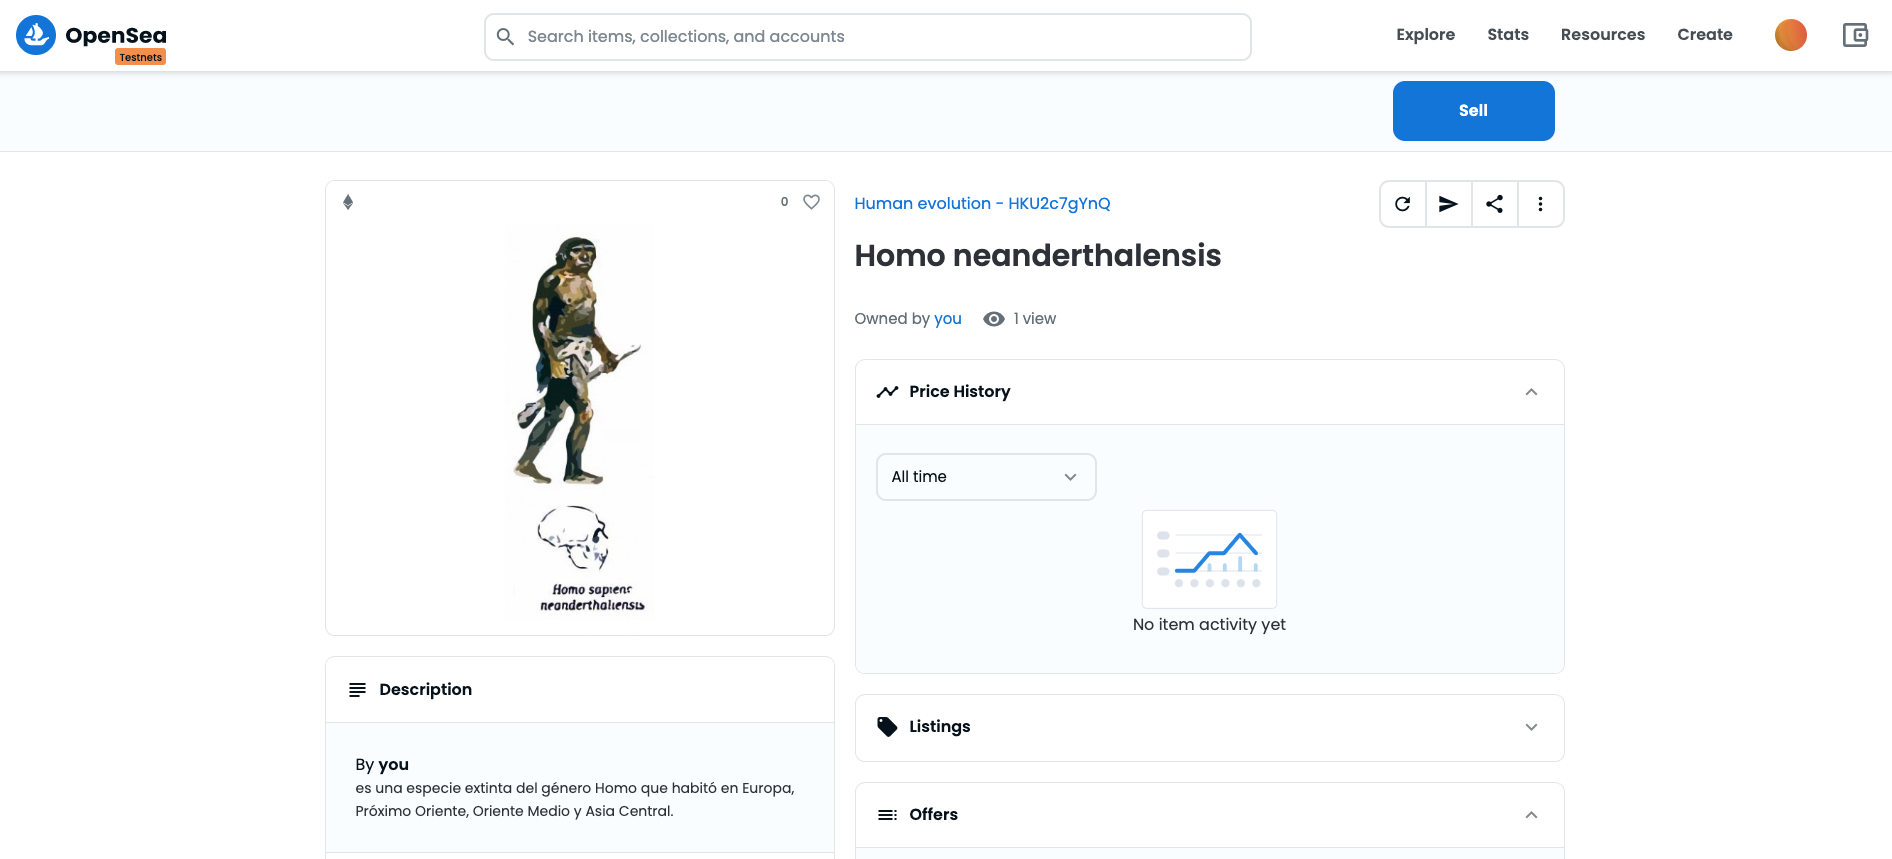 OpenSea
Testnets
Search items, collections, and accounts
Explore
Stats
Resources
Create
Sell
0
Human evolution - HKU2c7gYnQ
Homo neanderthalensis
Owned by you
1 view
Price History
All time
No item activity yet
Homo sapiens
neanderthaliensis
Description
By you
es una especie extinta del género Homo que habitó en Europa,
Próximo Oriente, Oriente Medio y Asia Central.
Listings
Offers